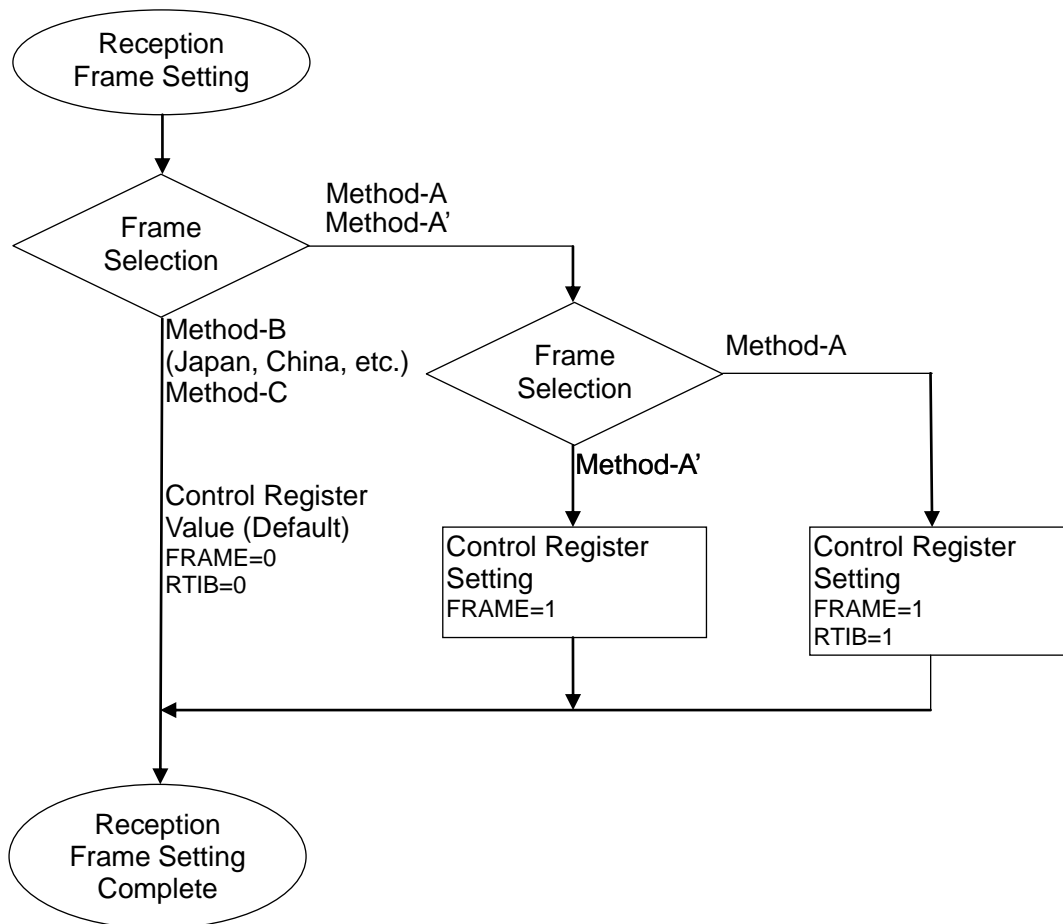 Reception
Frame Setting
Frame
Selection
Method-A
Method-A’
Method-B
(Japan, China, etc.)
Method-C
Frame
Selection
Method-A
Method-A’
Control Register
Value (Default)
FRAME=0
RTIB=0
Control Register
Setting
FRAME=1
Control Register
Setting
FRAME=1
RTIB=1
Reception
Frame Setting
Complete